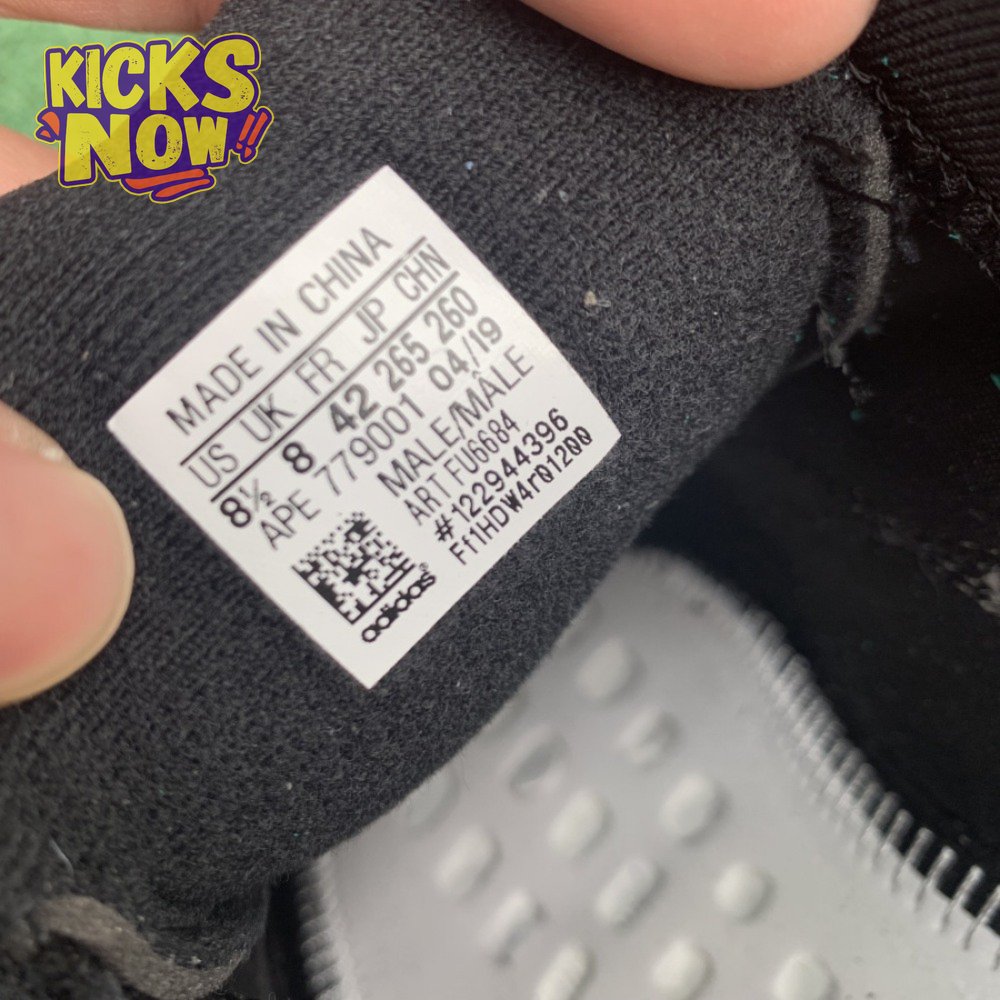 KICKS
NOW!!
MADE IN CHINA
US UK FR JP CHN
8½ 8 42 265 260
APE 779001 04/19
MALE/MÂLE
ART FU6684
#122944396
Ff1HDW4r01200
adidas®